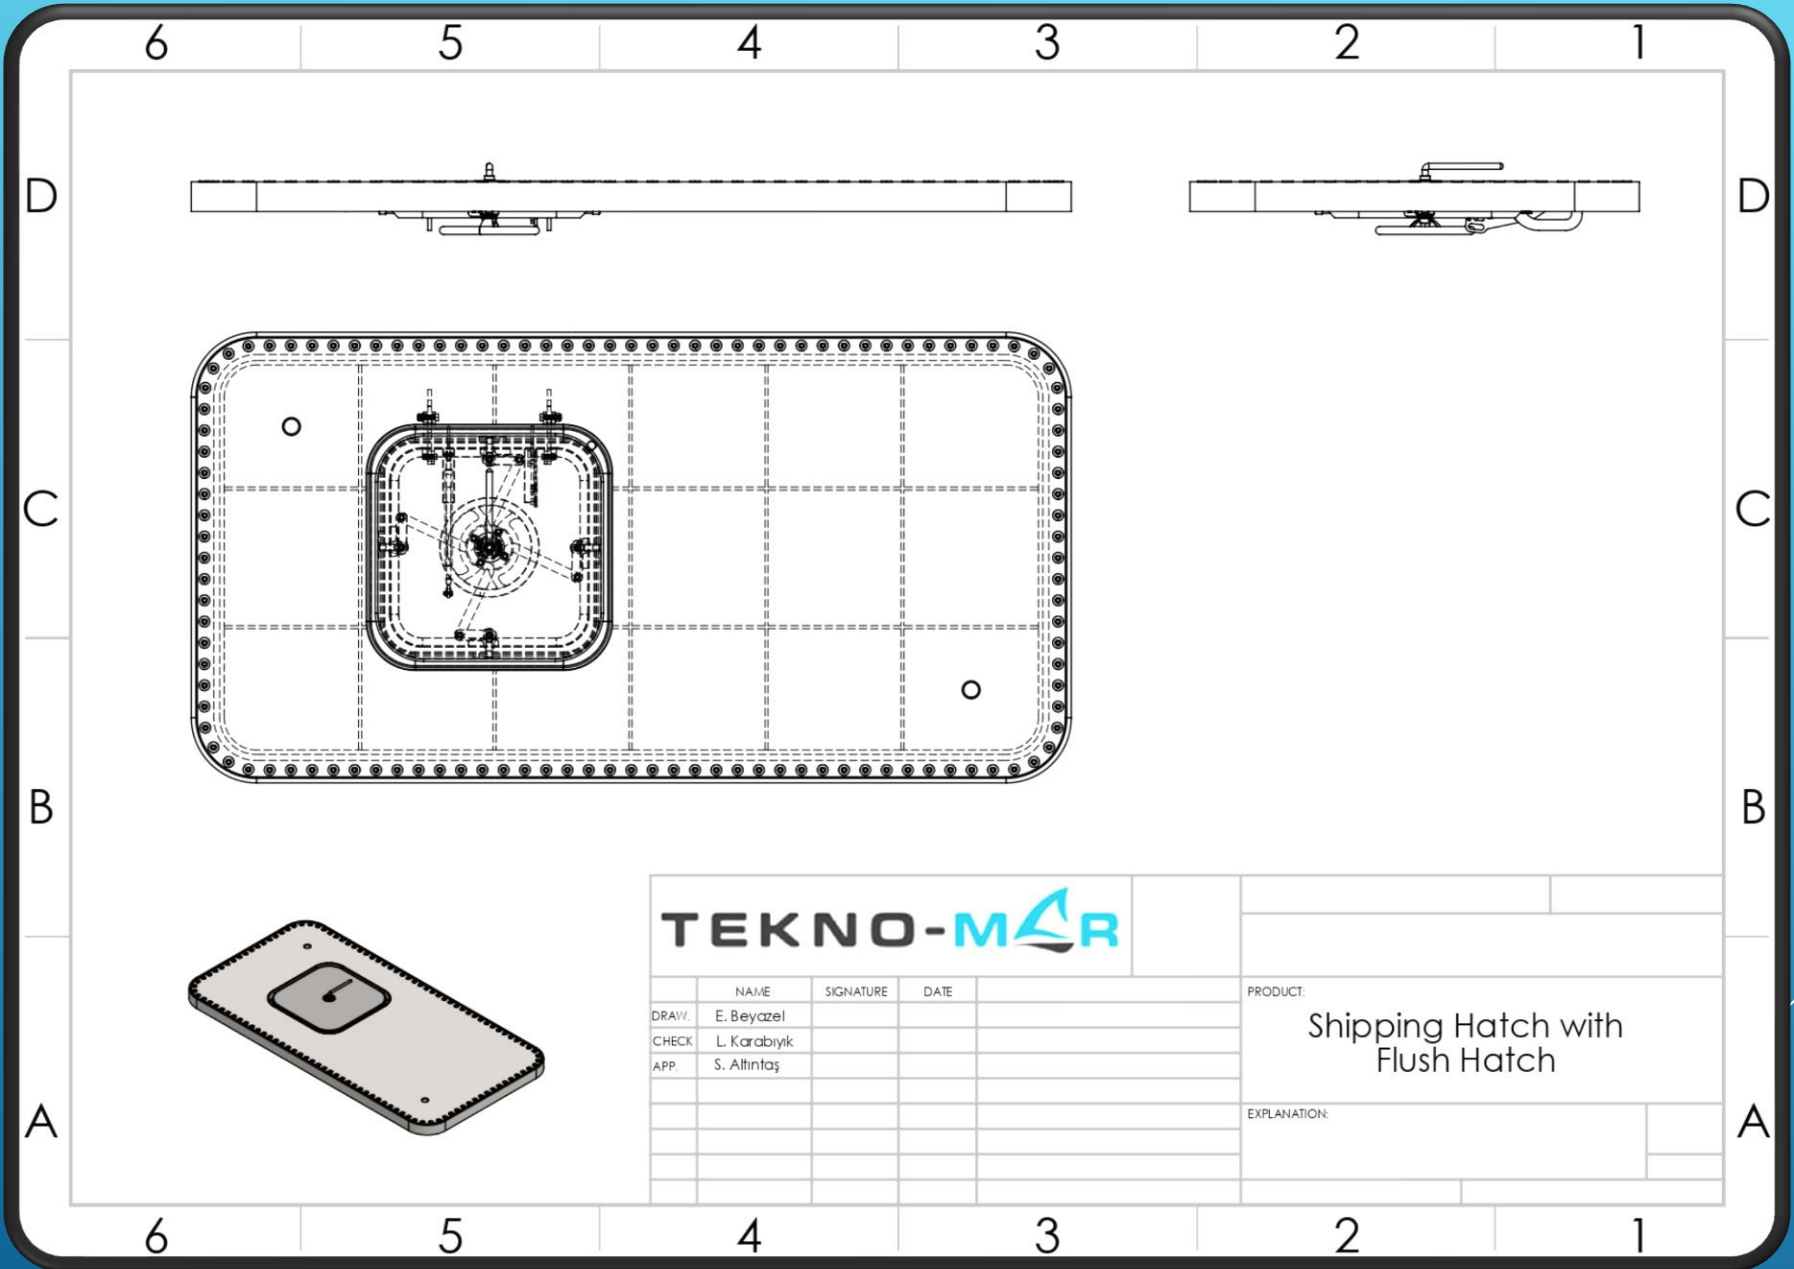 6 5 4 3 2 1
D D
C C
B B
TEKNO-MAR
NAME SIGNATURE DATE
PRODUCT:
DRAW. E. Beyazel
Shipping Hatch with
CHECK L. Karabıyık
Flush Hatch
APP. S. Altıntaş
EXPLANATION:
A A
6 5 4 3 2 1